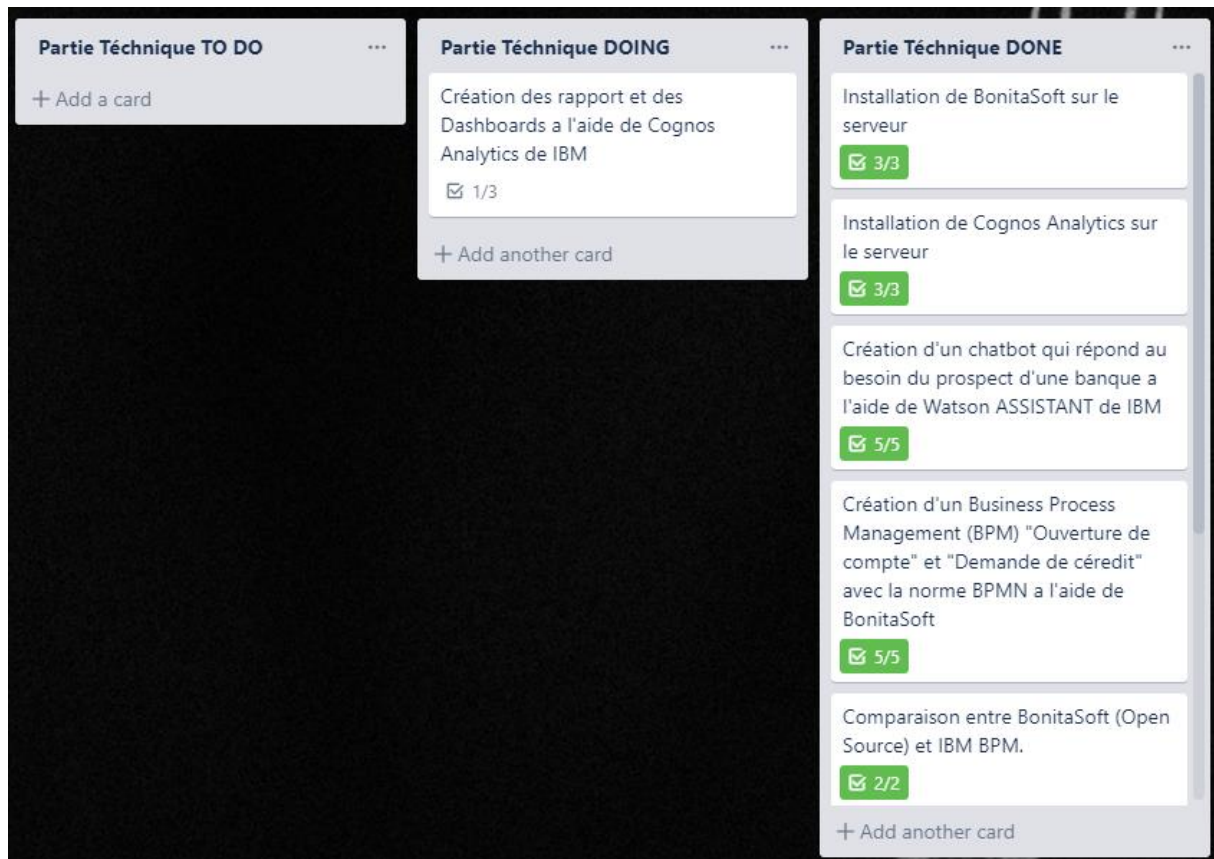 Partie Téchnique TO DO
+ Add a card
Partie Téchnique DOING
Création des rapport et des
Dashboards a l'aide de Cognos
Analytics de IBM
1/3
+ Add another card
Partie Téchnique DONE
Installation de BonitaSoft sur le
serveur
3/3
Installation de Cognos Analytics sur
le serveur
3/3
Création d'un chatbot qui répond au
besoin du prospect d'une banque a
l'aide de Watson ASSISTANT de IBM
5/5
Création d'un Business Process
Management (BPM) "Ouverture de
compte" et "Demande de céredit"
avec la norme BPMN a l'aide de
BonitaSoft
5/5
Comparaison entre BonitaSoft (Open
Source) et IBM BPM.
2/2
+ Add another card